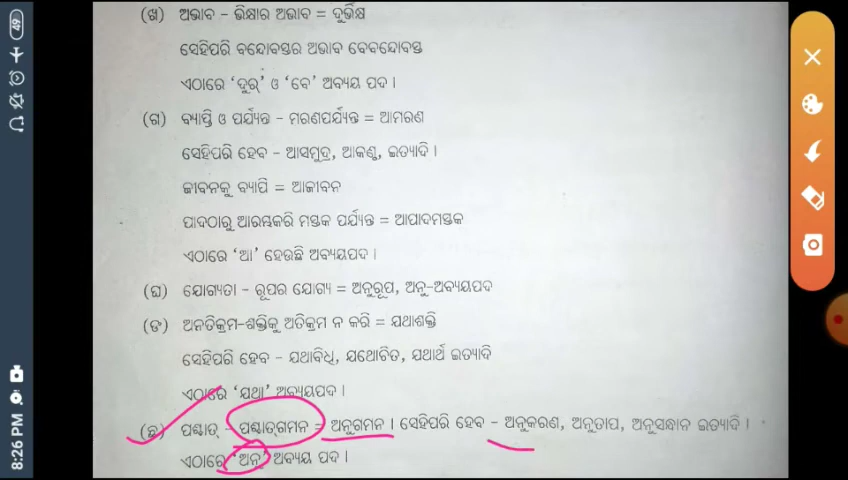 (ଖ) ଅଭାବ - ଭିକ୍ଷାର ଅଭାବ = ଦୁର୍ଭିକ୍ଷ
ସେହିପରି ବନ୍ଦୋବସ୍ତର ଅଭାବ ବେବନ୍ଦୋବସ୍ତ
ଏଠାରେ ‘ଦୁର୍’ ଓ ‘ବେ’ ଅବ୍ୟୟ ପଦ ।
(ଗ) ବ୍ୟାପ୍ତି ଓ ପର୍ଯ୍ୟନ୍ତ - ମରଣପର୍ଯ୍ୟନ୍ତ = ଆମରଣ
ସେହିପରି ହେବ - ଆସମୁଦ୍ର, ଆକଣ୍ଠ, ଇତ୍ୟାଦି ।
ଜୀବନକୁ ବ୍ୟାପି = ଆଜୀବନ
ପାଦଠାରୁ ଆରମ୍ଭକରି ମସ୍ତକ ପର୍ଯ୍ୟନ୍ତ = ଆପାଦମସ୍ତକ
ଏଠାରେ ‘ଆ’ ହେଉଛି ଅବ୍ୟୟପଦ ।
(ଘ) ଯୋଗ୍ୟତା - ରୂପର ଯୋଗ୍ୟ = ଅନୁରୂପ, ଅନୁ-ଅବ୍ୟୟପଦ
(ଙ) ଅନତିକ୍ରମ-ଶକ୍ତିକୁ ଅତିକ୍ରମ ନ କରି = ଯଥାଶକ୍ତି
ସେହିପରି ହେବ - ଯଥାବିଧି, ଯଥୋଚିତ, ଯଥାର୍ଥ ଇତ୍ୟାଦି
ଏଠାରେ ‘ଯଥା’ ଅବ୍ୟୟପଦ ।
(ଛ) ପଶ୍ଚାତ୍ - ପଶ୍ଚାତ୍‌ଗମନ = ଅନୁଗମନ । ସେହିପରି ହେବ - ଅନୁକରଣ, ଅନୁତାପ, ଅନୁସନ୍ଧାନ ଇତ୍ୟାଦି ।
ଏଠାରେ ‘ଅନୁ’ ଅବ୍ୟୟ ପଦ ।
8:26 PM
49